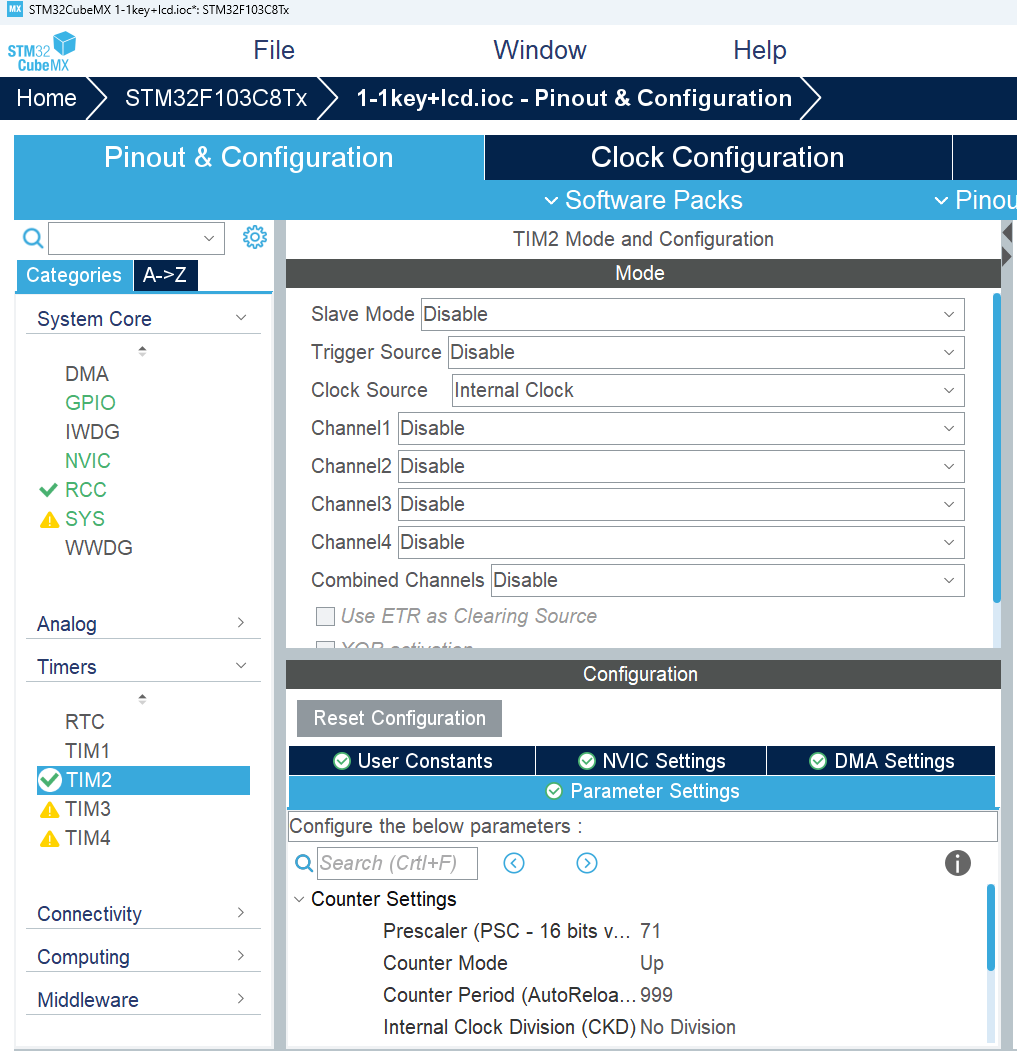 MX STM32CubeMX 1-1key+lcd.ioc*: STM32F103C8Tx
STM32 CubeMX
File Window Help
Home STM32F103C8Tx 1-1key+lcd.ioc - Pinout & Configuration
Pinout & Configuration Clock Configuration
Software Packs Pinou
TIM2 Mode and Configuration
Categories A->Z
Mode
System Core
DMA
GPIO
IWDG
NVIC
RCC
SYS
WWDG
Analog
Timers
RTC
TIM1
TIM2
TIM3
TIM4
Connectivity
Computing
Middleware
Slave Mode Disable
Trigger Source Disable
Clock Source Internal Clock
Channel1 Disable
Channel2 Disable
Channel3 Disable
Channel4 Disable
Combined Channels Disable
Use ETR as Clearing Source
XOR activation
Configuration
Reset Configuration
User Constants NVIC Settings DMA Settings
Parameter Settings
Configure the below parameters :
Search (Crtl+F)
Counter Settings
Prescaler (PSC - 16 bits v... 71
Counter Mode Up
Counter Period (AutoReloa... 999
Internal Clock Division (CKD) No Division